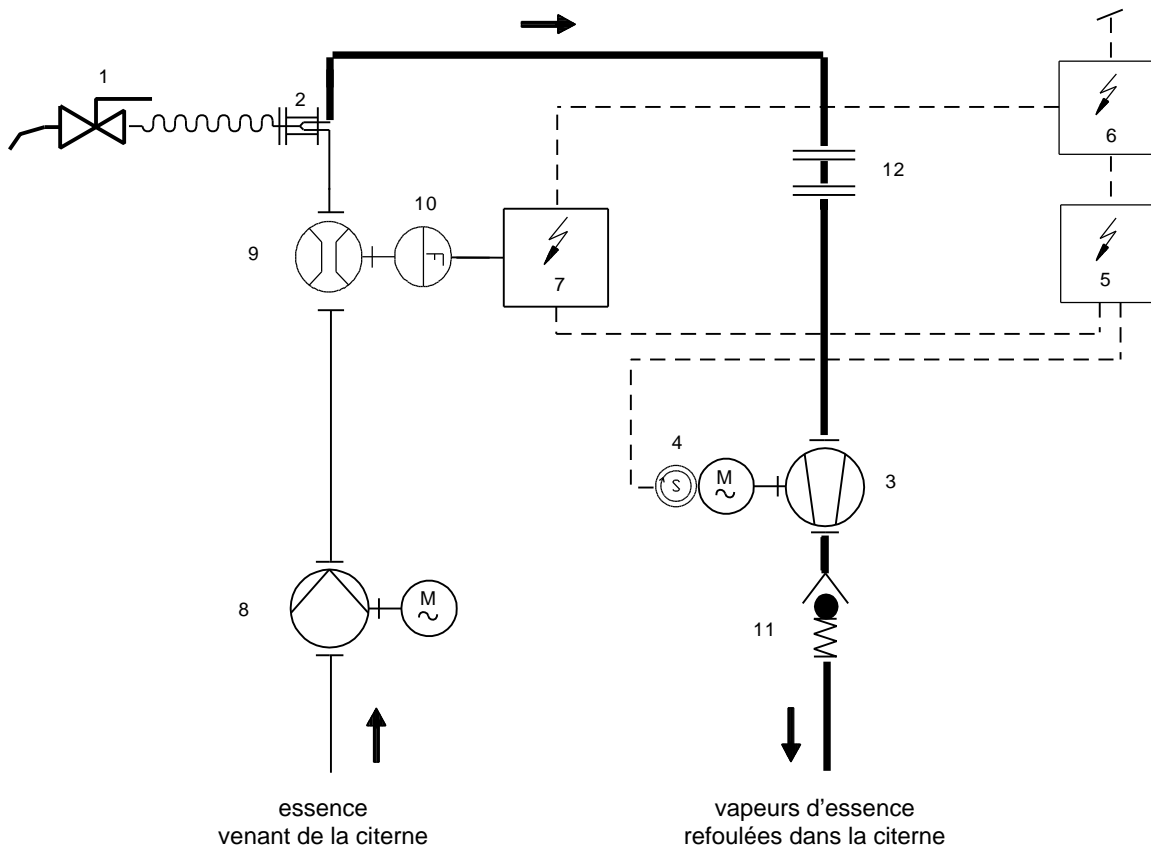 1
2
6
12
10
9
7
5
4
M
S
3
M
8
11
essence
venant de la citerne
vapeurs d’essence
refoulées dans la citerne